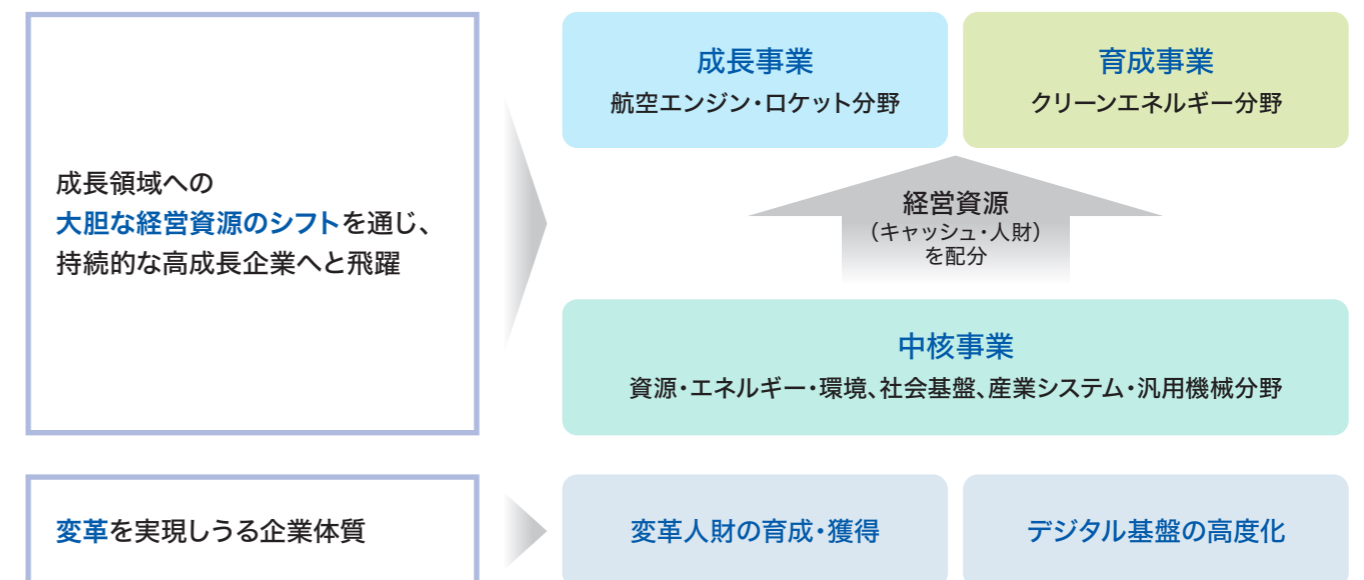 成長領域への
大胆な経営資源のシフトを通じ、
持続的な高成長企業へと飛躍
成長事業
航空エンジン・ロケット分野
育成事業
クリーンエネルギー分野
経営資源
（キャッシュ・人財）
を配分
中核事業
資源・エネルギー・環境、社会基盤、産業システム・汎用機械分野
変革を実現しうる企業体質
変革人財の育成・獲得
デジタル基盤の高度化